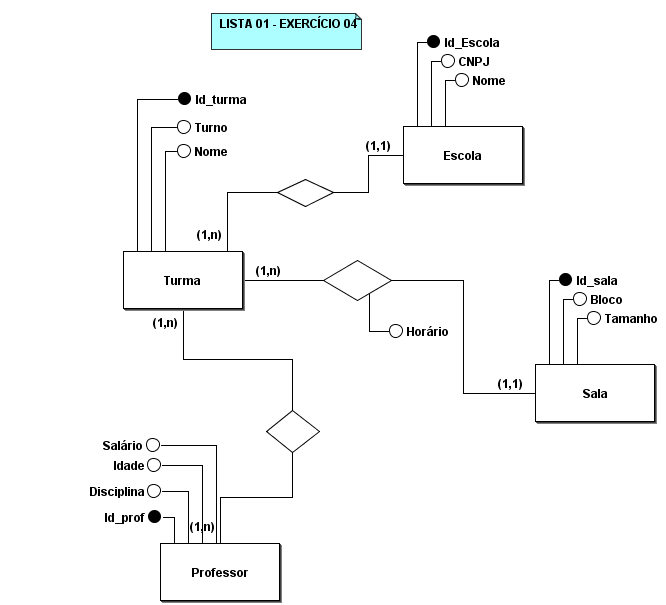 LISTA 01 - EXERCÍCIO 04
Id_Escola
CNPJ
Nome
Id_turma
Turno
Nome
(1,1)
Escola
(1,n)
Turma
(1,n)
Id_sala
Bloco
Tamanho
(1,n)
Horário
(1,1)
Sala
Salário
Idade
Disciplina
Id_prof
(1,n)
Professor